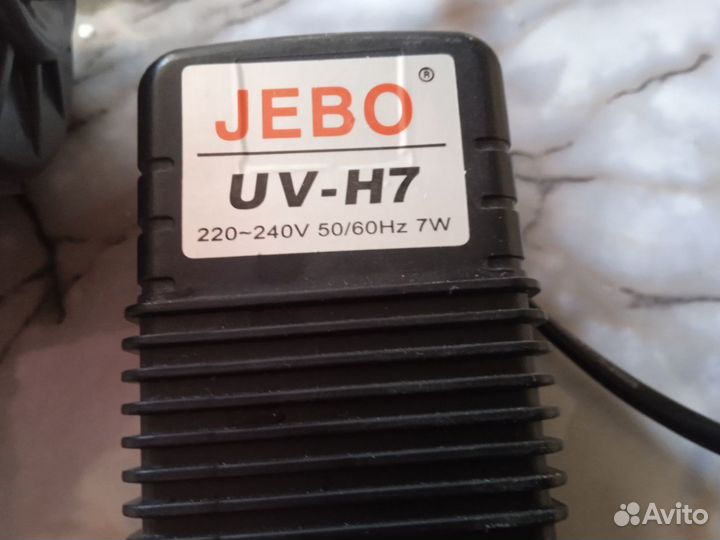 JEBO ®
UV-H7
220~240V 50/60Hz 7W
Avito